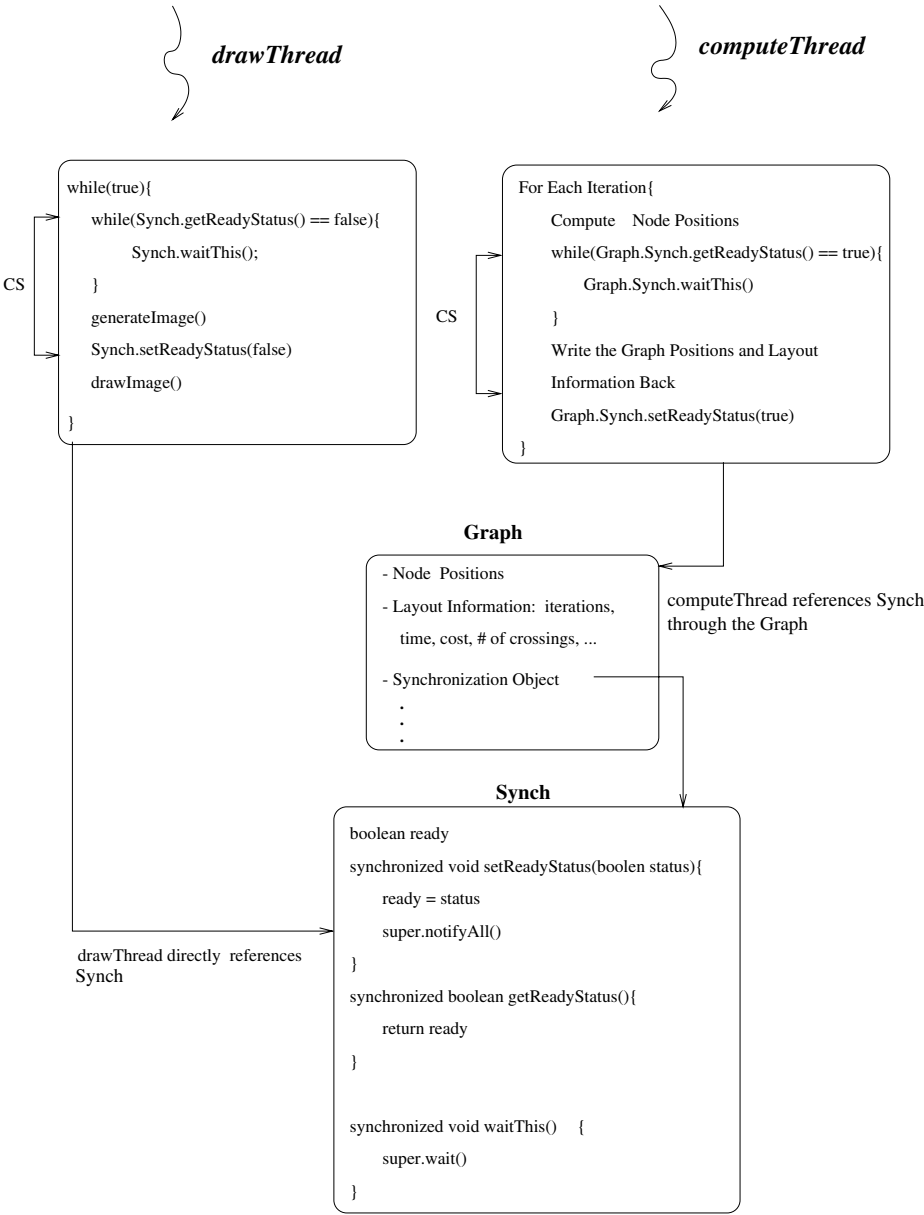 drawThread
computeThread
while(true){
while(Synch.getReadyStatus() == false){
Synch.waitThis();
}
generateImage()
Synch.setReadyStatus(false)
drawImage()
}
CS
For Each Iteration{
Compute Node Positions
while(Graph.Synch.getReadyStatus() == true){
Graph.Synch.waitThis()
}
Write the Graph Positions and Layout
Information Back
Graph.Synch.setReadyStatus(true)
}
CS
Graph
- Node Positions
- Layout Information: iterations,
time, cost, # of crossings, ...
- Synchronization Object
.
.
.
computeThread references Synch
through the Graph
Synch
boolean ready
synchronized void setReadyStatus(boolen status){
ready = status
super.notifyAll()
}
synchronized boolean getReadyStatus(){
return ready
}
synchronized void waitThis() {
super.wait()
}
drawThread directly references
Synch